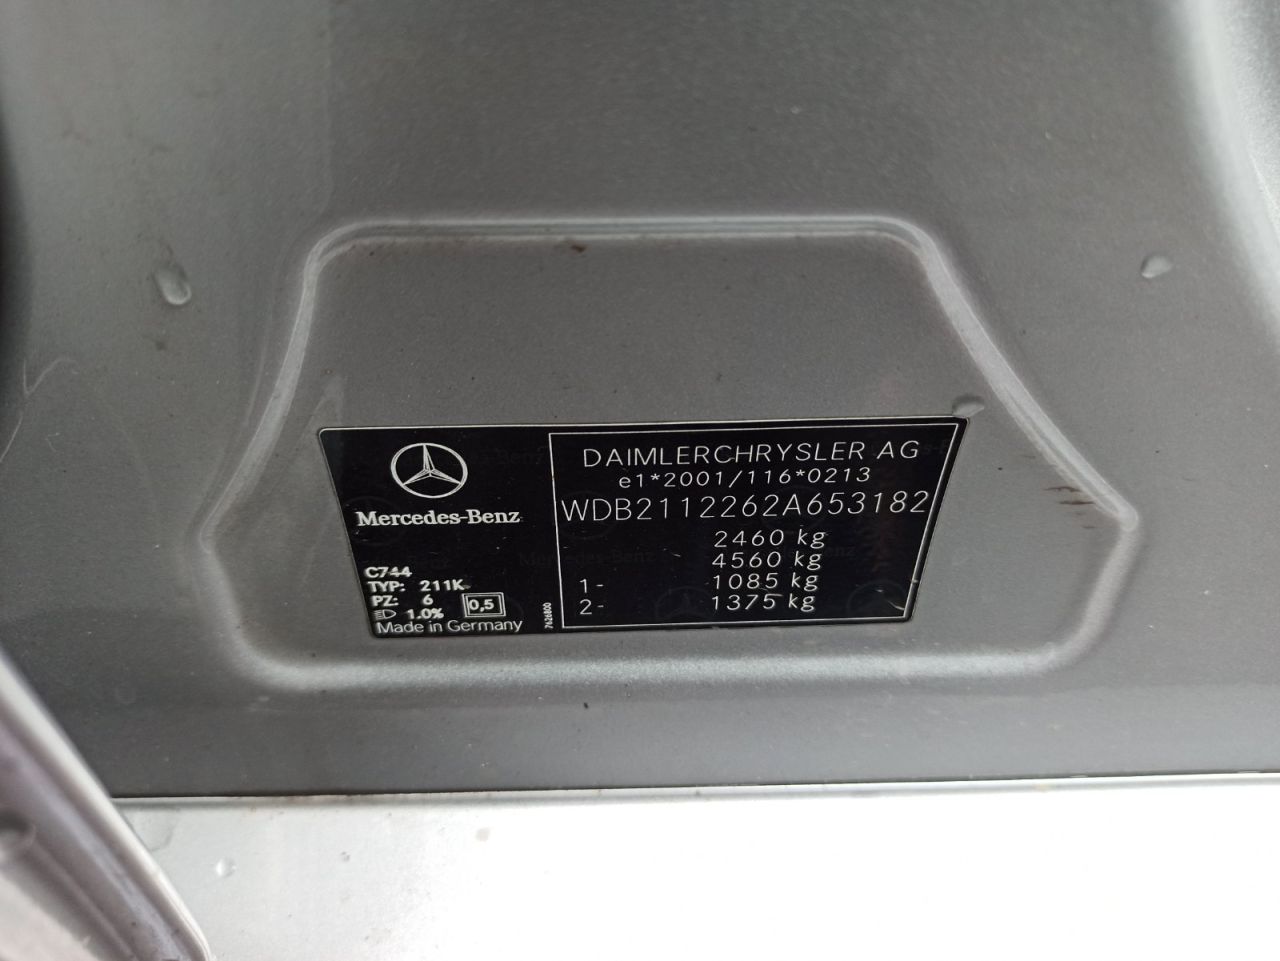 Mercedes-Benz
C744
TYP: 211K
PZ: 6
1.0%
0,5
Made in Germany
7426800
DAIMLERCHRYSLER AG
e1*2001/116*0213
WDB2112262A653182
2460 kg
4560 kg
1- 1085 kg
2- 1375 kg